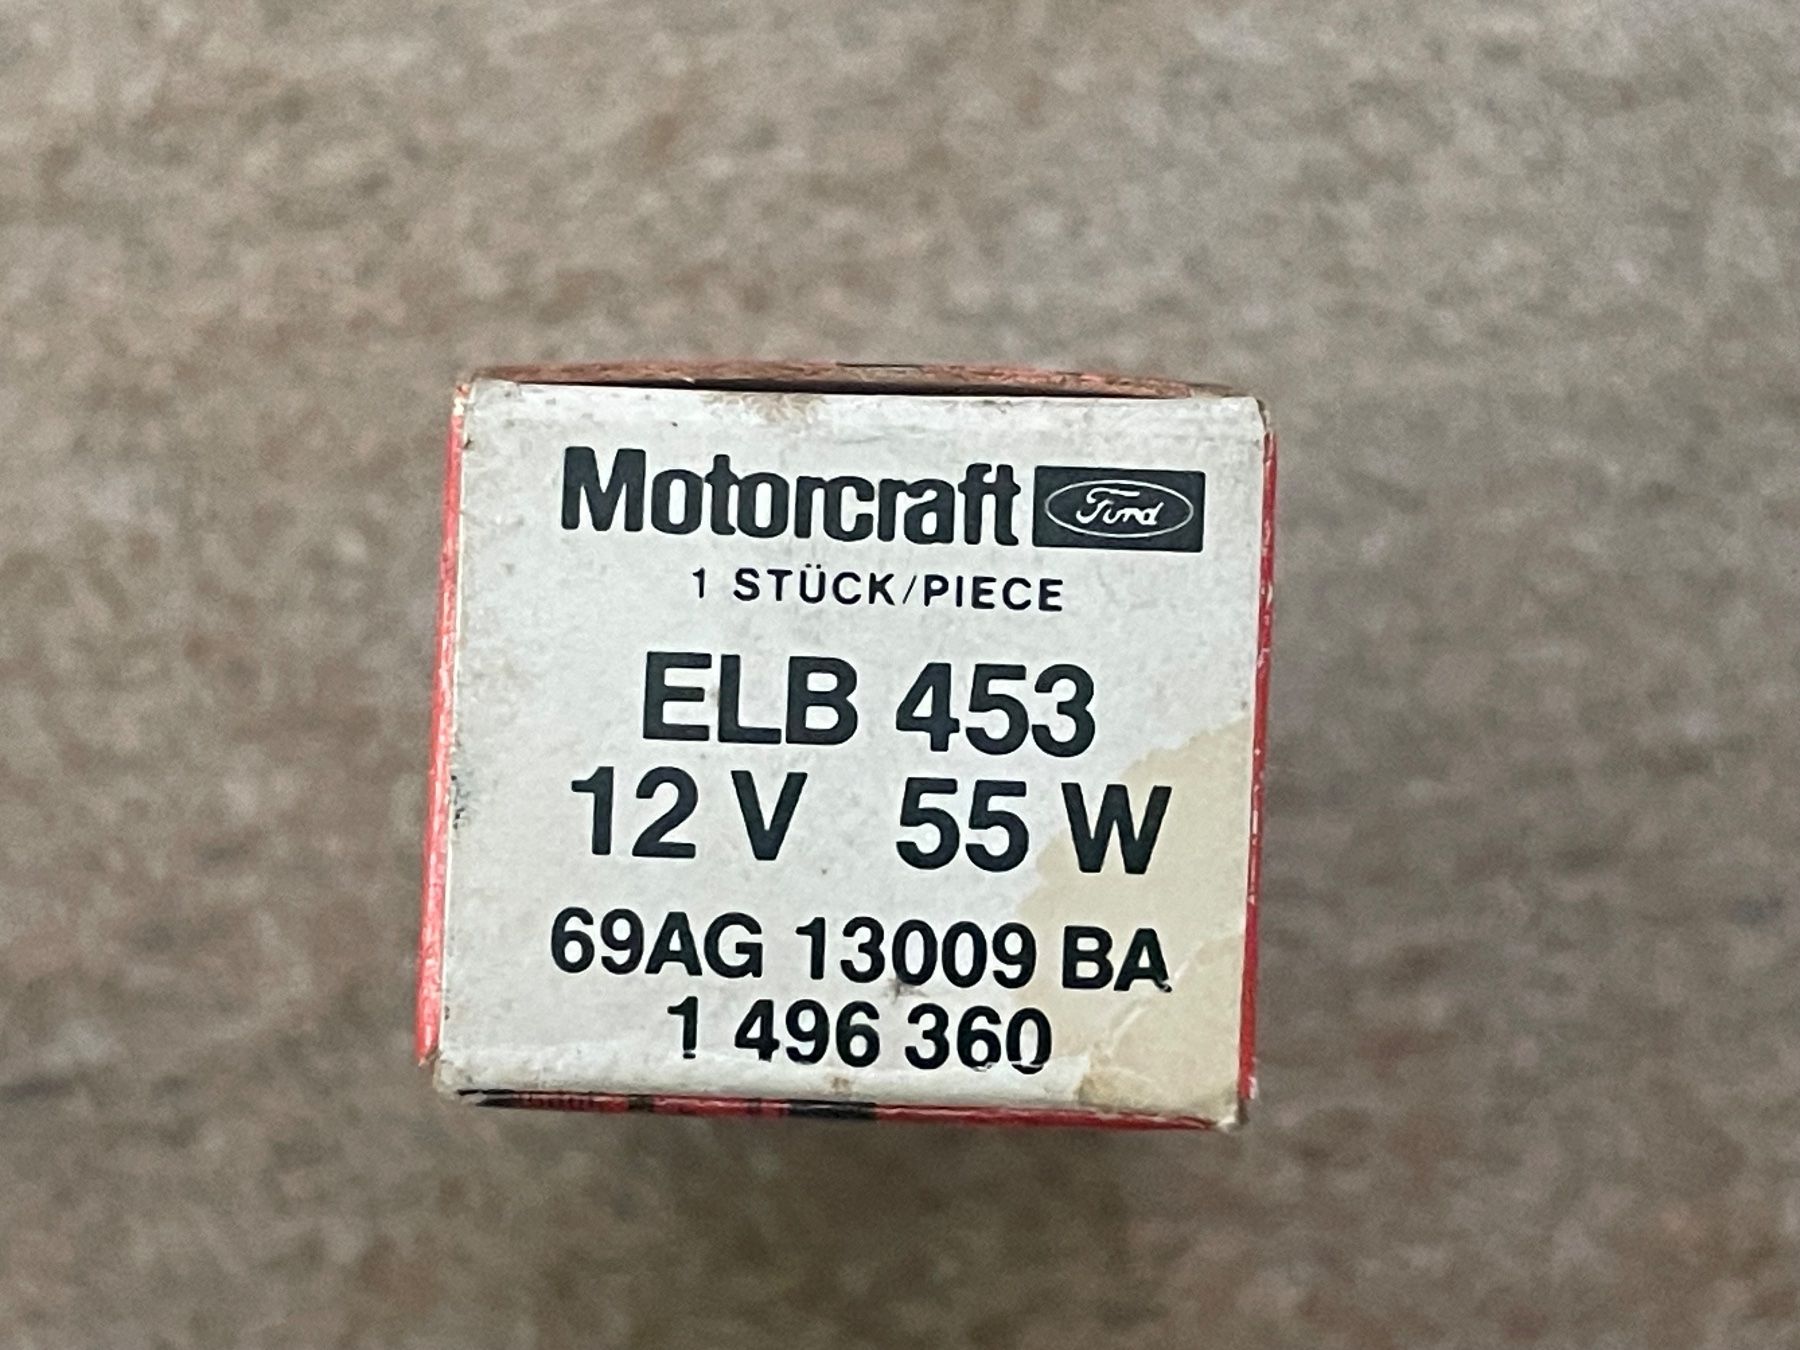 Motorcraft Ford
1 STÜCK/PIECE
ELB 453
12 V 55 W
69AG 13009 BA
1 496 360